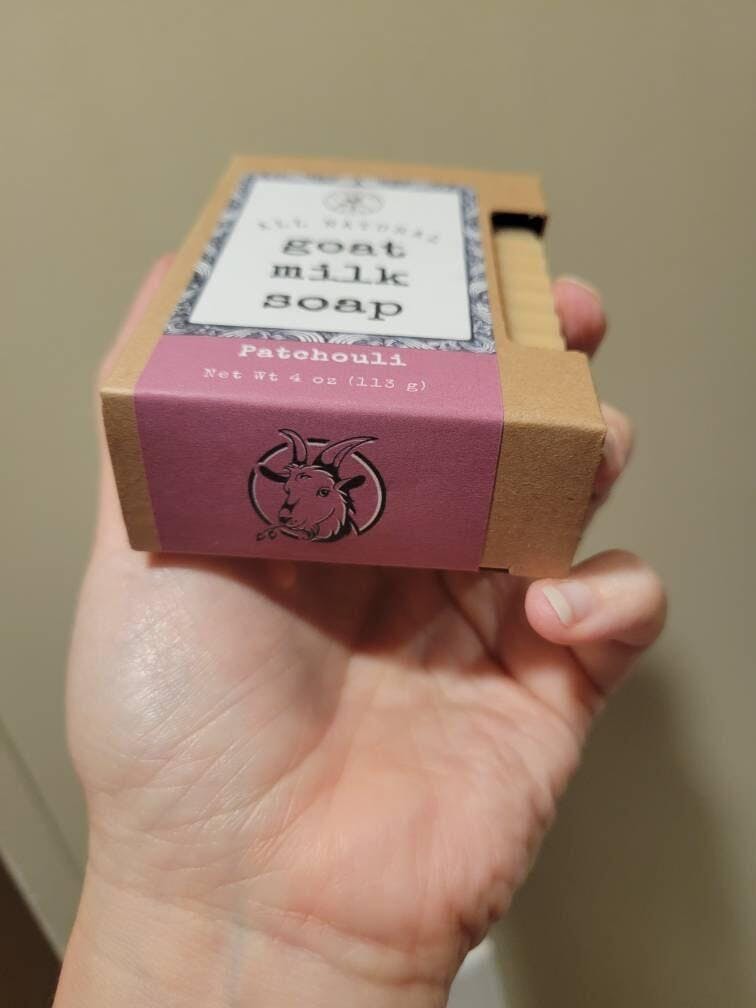 ALL NATURAL
goat
milk
soap
Patchouli
Net Wt 4 oz (113 g)